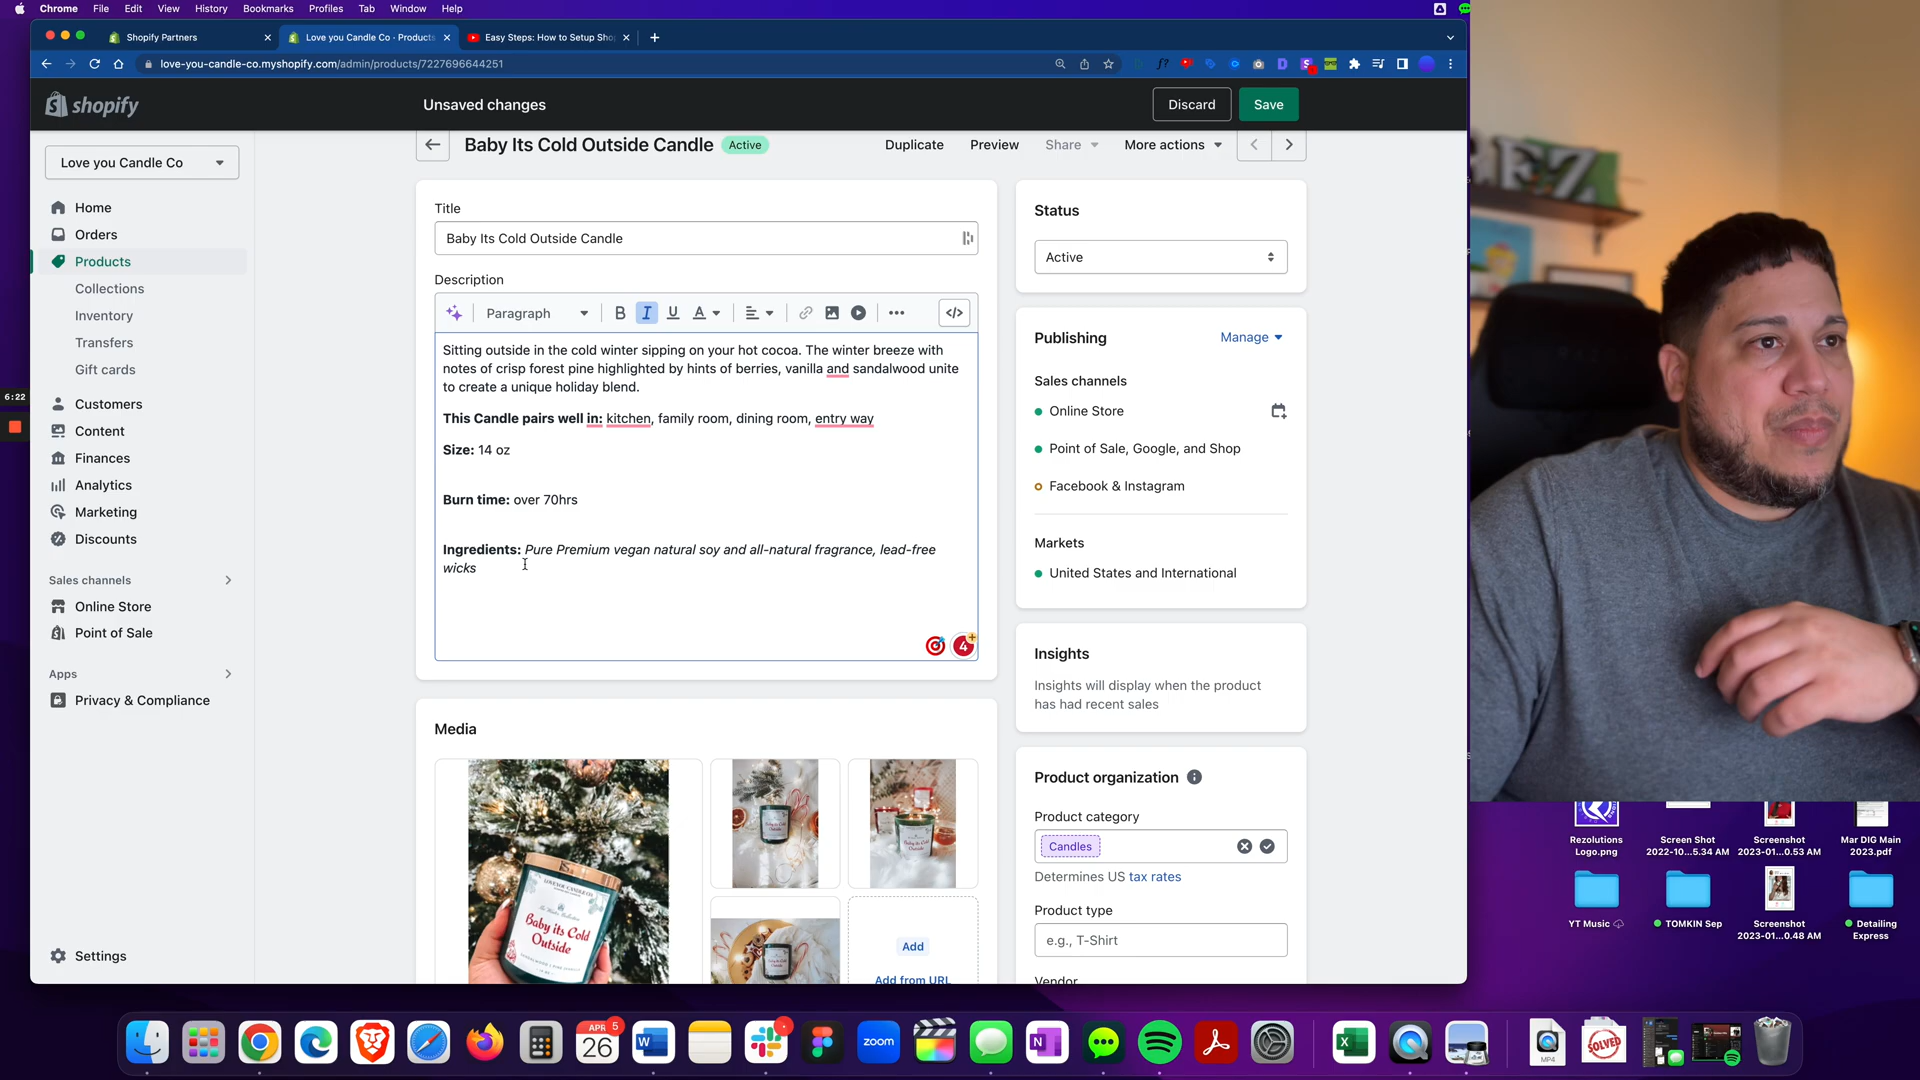 Chrome File Edit View History Bookmarks Profiles Tab Window Help
Shopify Partners
Love you Candle Co · Products
Easy Steps: How to Setup Sho
love-you-candle-co.myshopify.com/admin/products/7227696644251
shopify
Unsaved changes
Discard
Save
Love you Candle Co
Baby Its Cold Outside Candle
Active
Duplicate
Preview
Share
More actions
Home
Orders
Products
Collections
Inventory
Transfers
Gift cards
Customers
Content
Finances
Analytics
Marketing
Discounts
Sales channels
Online Store
Point of Sale
Apps
Privacy & Compliance
Settings
6:22
Title
Baby Its Cold Outside Candle
Description
Paragraph
Sitting outside in the cold winter sipping on your hot cocoa. The winter breeze with
notes of crisp forest pine highlighted by hints of berries, vanilla and sandalwood unite
to create a unique holiday blend.
This Candle pairs well in: kitchen, family room, dining room, entry way
Size: 14 oz
Burn time: over 70hrs
Ingredients: Pure Premium vegan natural soy and all-natural fragrance, lead-free
wicks
4
Media
Baby its Cold
Outside
Add
Add from URL
Status
Active
Publishing
Manage
Sales channels
Online Store
Point of Sale, Google, and Shop
Facebook & Instagram
Markets
United States and International
Insights
Insights will display when the product
has had recent sales
Product organization
Product category
Candles
Determines US tax rates
Product type
e.g., T-Shirt
Vendor
Rezolutions
Logo.png
Screen Shot
2022-10...5.34 AM
Screenshot
2023-01...0.53 AM
Mar DIG Main
2023.pdf
YT Music
TOMKIN Sep
Screenshot
2023-01...0.48 AM
Detailing
Express
APR
26
5
zoom
MP4
SOLVED